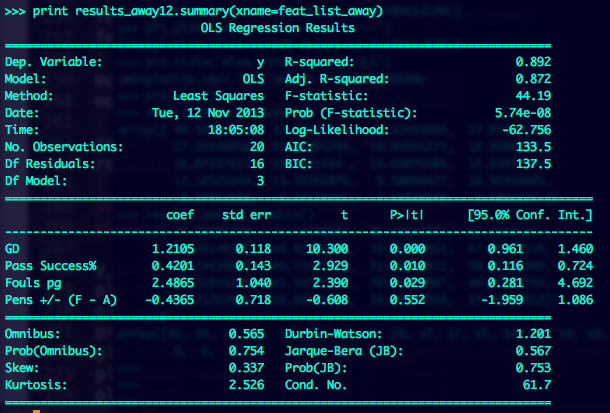 >>> print results_away12.summary(xname=feat_list_away)
OLS Regression Results
Dep. Variable: y R-squared: 0.892
Model: OLS Adj. R-squared: 0.872
Method: Least Squares F-statistic: 44.19
Date: Tue, 12 Nov 2013 Prob (F-statistic): 5.74e-08
Time: 18:05:08 Log-Likelihood: -62.756
No. Observations: 20 AIC: 133.5
Df Residuals: 16 BIC: 137.5
Df Model: 3
coef std err t P>|t| [95.0% Conf. Int.]
GD 1.2105 0.118 10.300 0.000 0.961 1.460
Pass Success% 0.4201 0.143 2.929 0.010 0.116 0.724
Fouls pg 2.4865 1.040 2.390 0.029 0.281 4.692
Pens +/- (F - A) -0.4365 0.718 -0.608 0.552 -1.959 1.086
Omnibus: 0.565 Durbin-Watson: 1.201
Prob(Omnibus): 0.754 Jarque-Bera (JB): 0.567
Skew: 0.337 Prob(JB): 0.753
Kurtosis: 2.526 Cond. No. 61.7